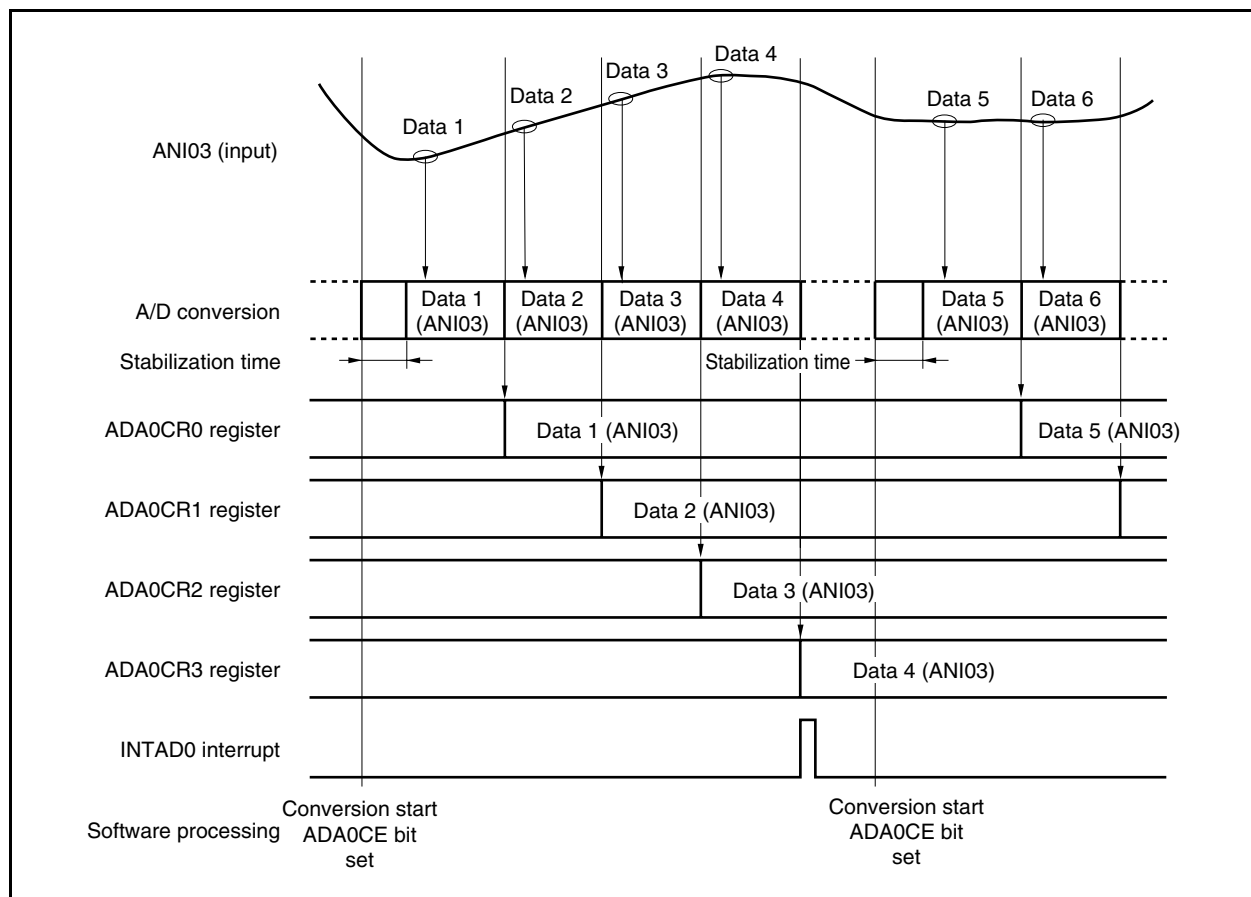 Data 1
Data 2
Data 3
Data 4
Data 5
Data 6
ANI03 (input)
A/D conversion
Data 1
(ANI03)
Data 2
(ANI03)
Data 3
(ANI03)
Data 4
(ANI03)
Data 5
(ANI03)
Data 6
(ANI03)
Stabilization time
Stabilization time
ADA0CR0 register
Data 1 (ANI03)
Data 5 (ANI03)
ADA0CR1 register
Data 2 (ANI03)
ADA0CR2 register
Data 3 (ANI03)
ADA0CR3 register
Data 4 (ANI03)
INTAD0 interrupt
Software processing
Conversion start
ADA0CE bit
set
Conversion start
ADA0CE bit
set